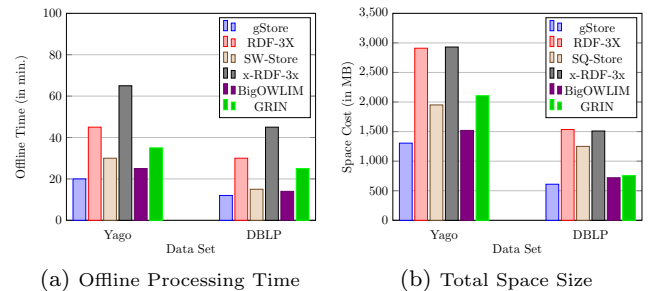 100
80
60
40
20
0
Offline Time (in min.)
gStore
RDF-3X
SW-Store
x-RDF-3x
BigOWLIM
GRIN
Yago
DBLP
Data Set
(a) Offline Processing Time
3,500
3,000
2,500
2,000
1,500
1,000
500
0
Space Cost (in MB)
gStore
RDF-3X
SQ-Store
x-RDF-3x
BigOWLIM
GRIN
Yago
DBLP
Data Set
(b) Total Space Size